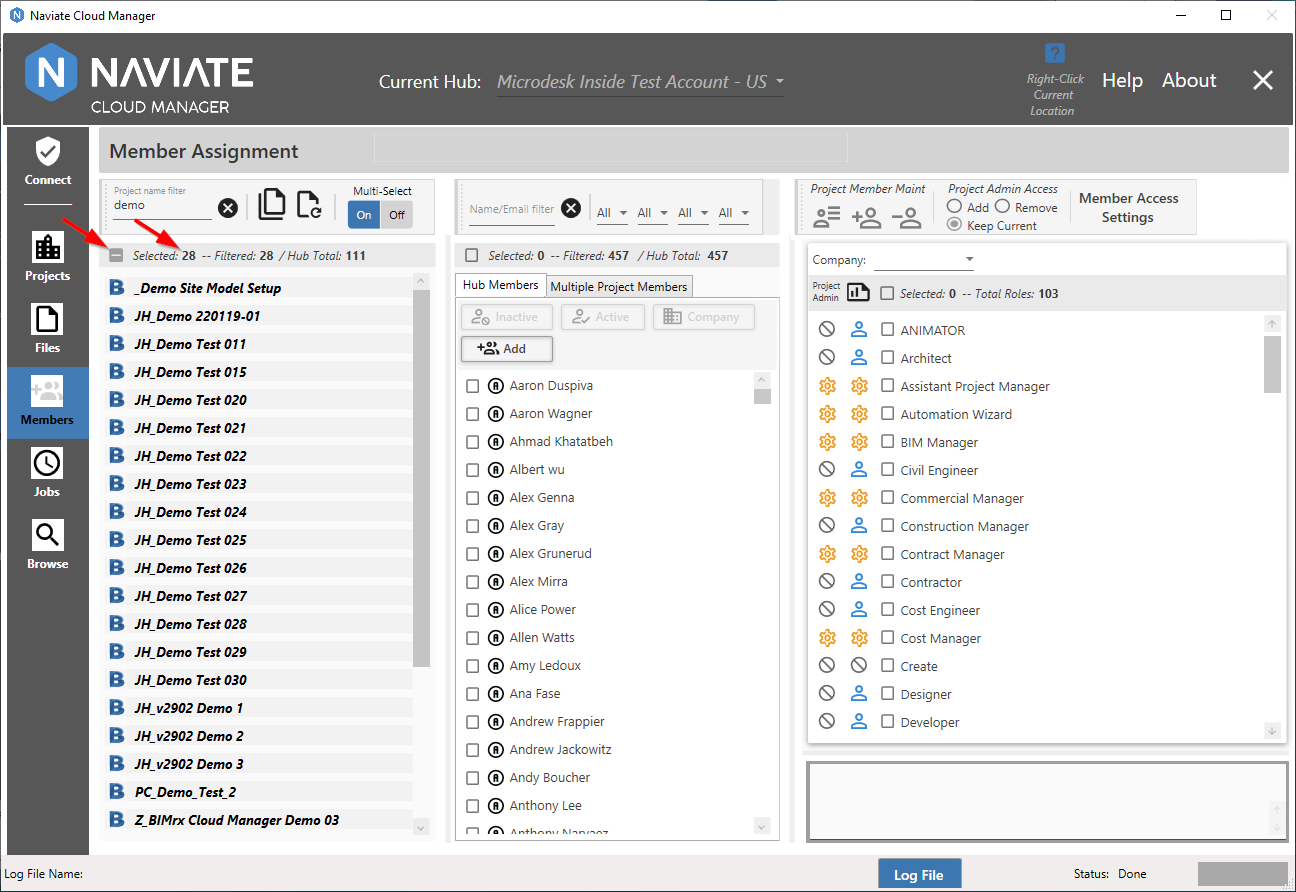 Naviate Cloud Manager
NAVIATE
CLOUD MANAGER
Current Hub: Microdesk Inside Test Account - US
?
Right-Click
Current
Location
Help
About
Member Assignment
Connect
Projects
Files
Members
Jobs
Browse
Project name filter
demo
Multi-Select
On Off
Selected: 28 -- Filtered: 28 / Hub Total: 111
_Demo Site Model Setup
JH_Demo 220119-01
JH_Demo Test 011
JH_Demo Test 015
JH_Demo Test 020
JH_Demo Test 021
JH_Demo Test 022
JH_Demo Test 023
JH_Demo Test 024
JH_Demo Test 025
JH_Demo Test 026
JH_Demo Test 027
JH_Demo Test 028
JH_Demo Test 029
JH_Demo Test 030
JH_v2902 Demo 1
JH_v2902 Demo 2
JH_v2902 Demo 3
PC_Demo_Test_2
Z_BIMrx Cloud Manager Demo 03
Name/Email filter
All All All All
Selected: 0 -- Filtered: 457 / Hub Total: 457
Hub Members Multiple Project Members
Inactive Active Company
Add
Aaron Duspiva
Aaron Wagner
Ahmad Khatatbeh
Albert wu
Alex Genna
Alex Gray
Alex Grunerud
Alex Mirra
Alice Power
Allen Watts
Amy Ledoux
Ana Fase
Andrew Frappier
Andrew Jackowitz
Andy Boucher
Anthony Lee
Anthony Narvaez
Project Member Maint
Project Admin Access
Add Remove
Keep Current
Member Access
Settings
Company:
Project
Admin
Selected: 0 -- Total Roles: 103
ANIMATOR
Architect
Assistant Project Manager
Automation Wizard
BIM Manager
Civil Engineer
Commercial Manager
Construction Manager
Contract Manager
Contractor
Cost Engineer
Cost Manager
Create
Designer
Developer
Log File Name:
Log File
Status: Done